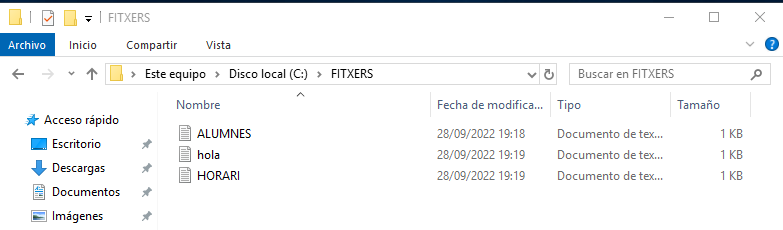 FITXERS
Archivo Inicio Compartir Vista
Este equipo Disco local (C:) FITXERS Buscar en FITXERS
Nombre Fecha de modifica... Tipo Tamaño
Acceso rápido
Escritorio
Descargas
Documentos
Imágenes
ALUMNES 28/09/2022 19:18 Documento de tex... 1 KB
hola 28/09/2022 19:19 Documento de tex... 1 KB
HORARI 28/09/2022 19:19 Documento de tex... 1 KB